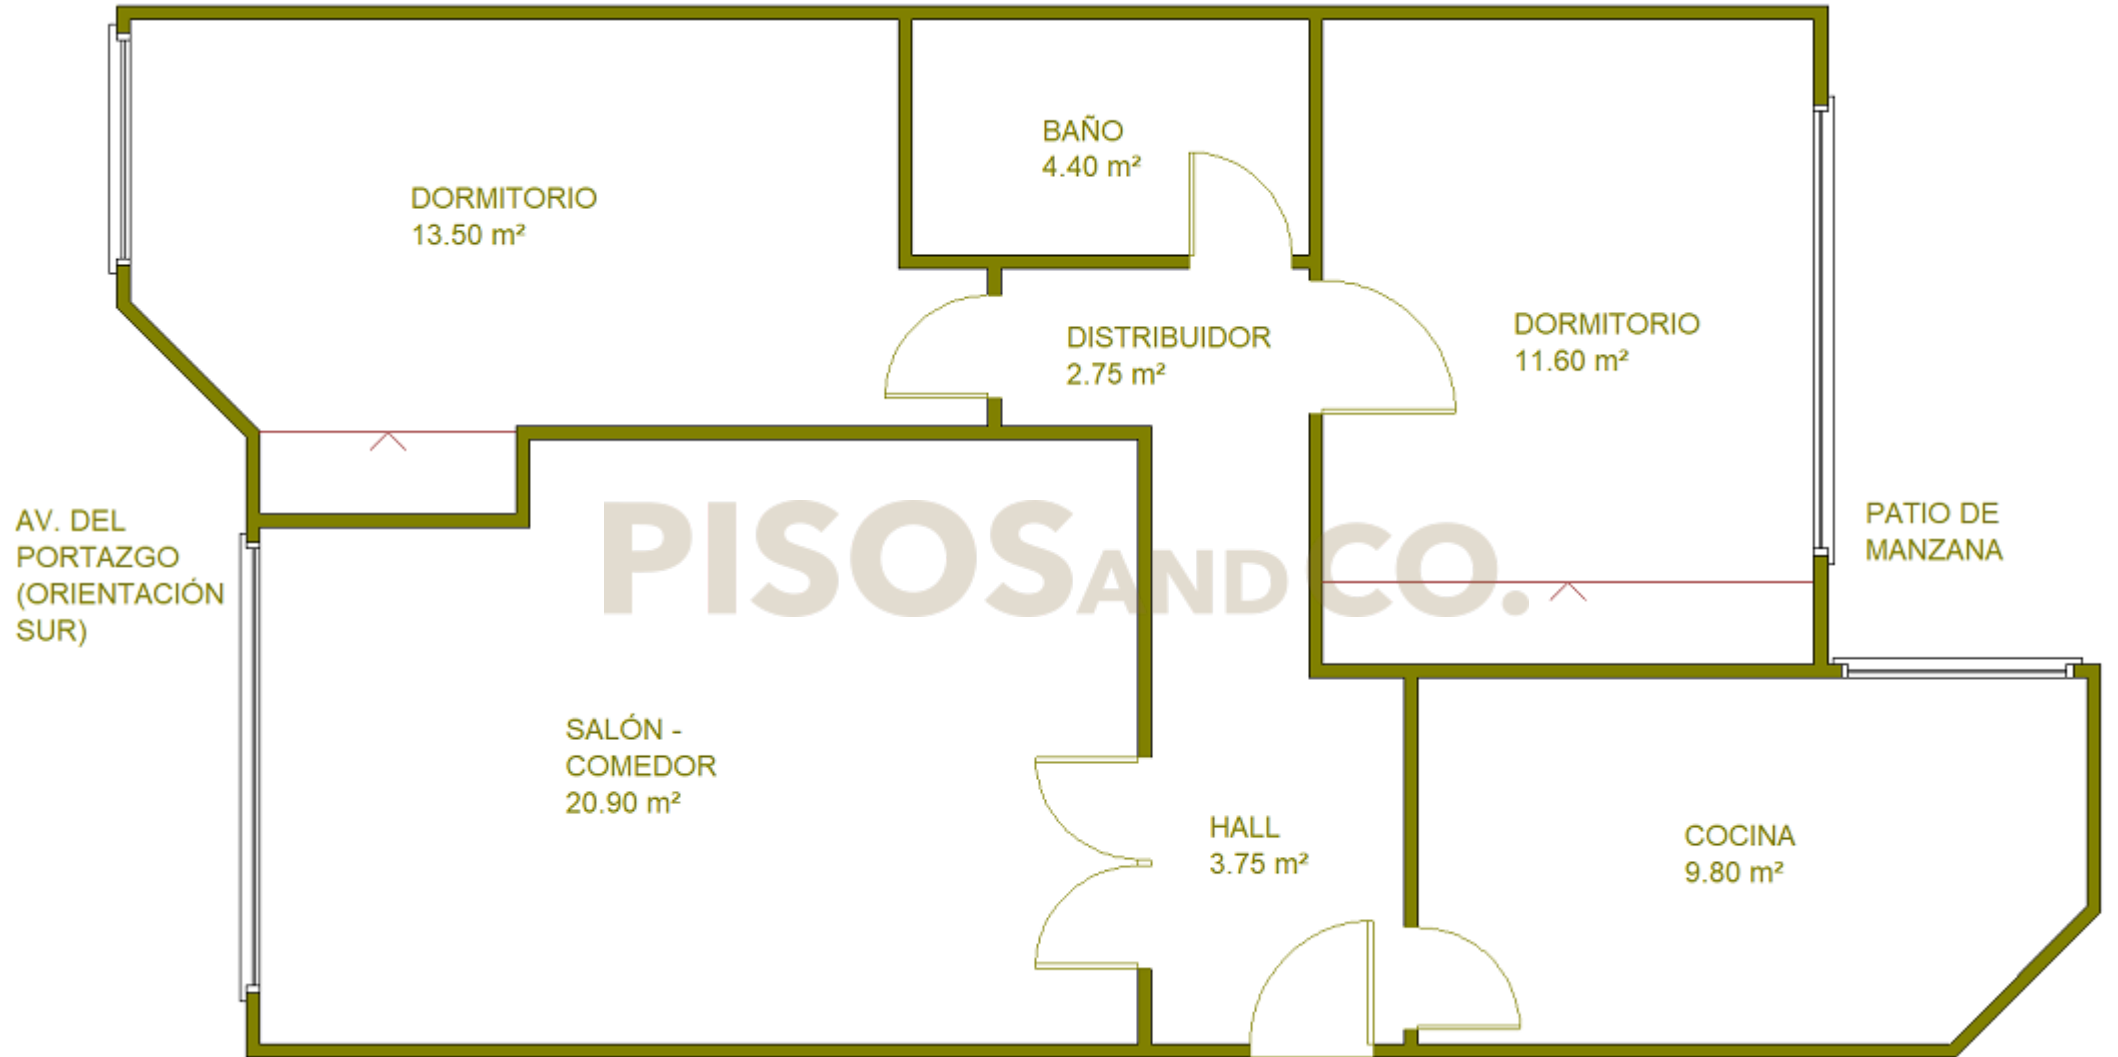 BAÑO
4.40 m²
DORMITORIO
13.50 m²
DISTRIBUIDOR
2.75 m²
DORMITORIO
11.60 m²
AV. DEL
PORTAZGO
(ORIENTACIÓN
SUR)
PISOS AND CO.
PATIO DE
MANZANA
SALÓN -
COMEDOR
20.90 m²
HALL
3.75 m²
COCINA
9.80 m²